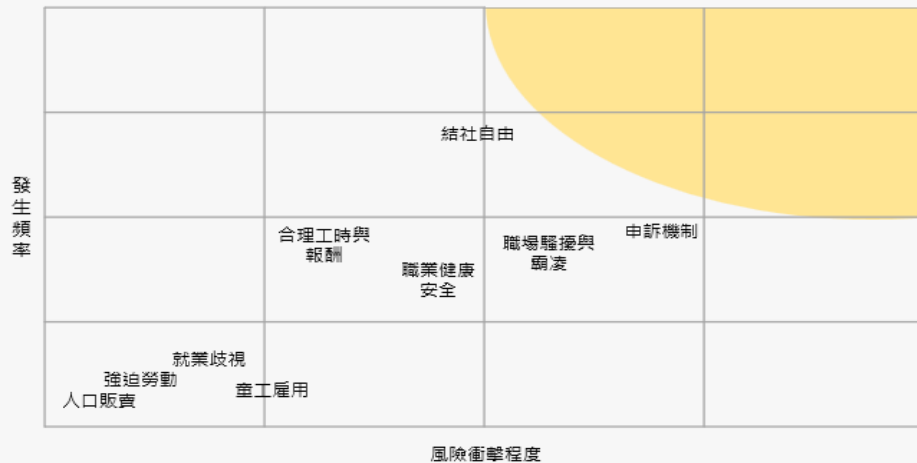 發生頻率
結社自由
合理工時與
報酬
職業健康
安全
職場騷擾與
霸凌
申訴機制
就業歧視
強迫勞動
童工雇用
人口販賣
風險衝擊程度